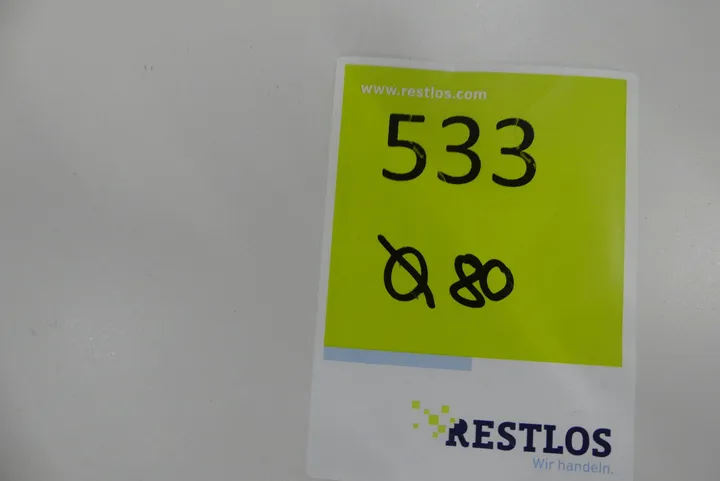 www.restlos.com
533
Ø 80
RESTLOS
Wir handeln.